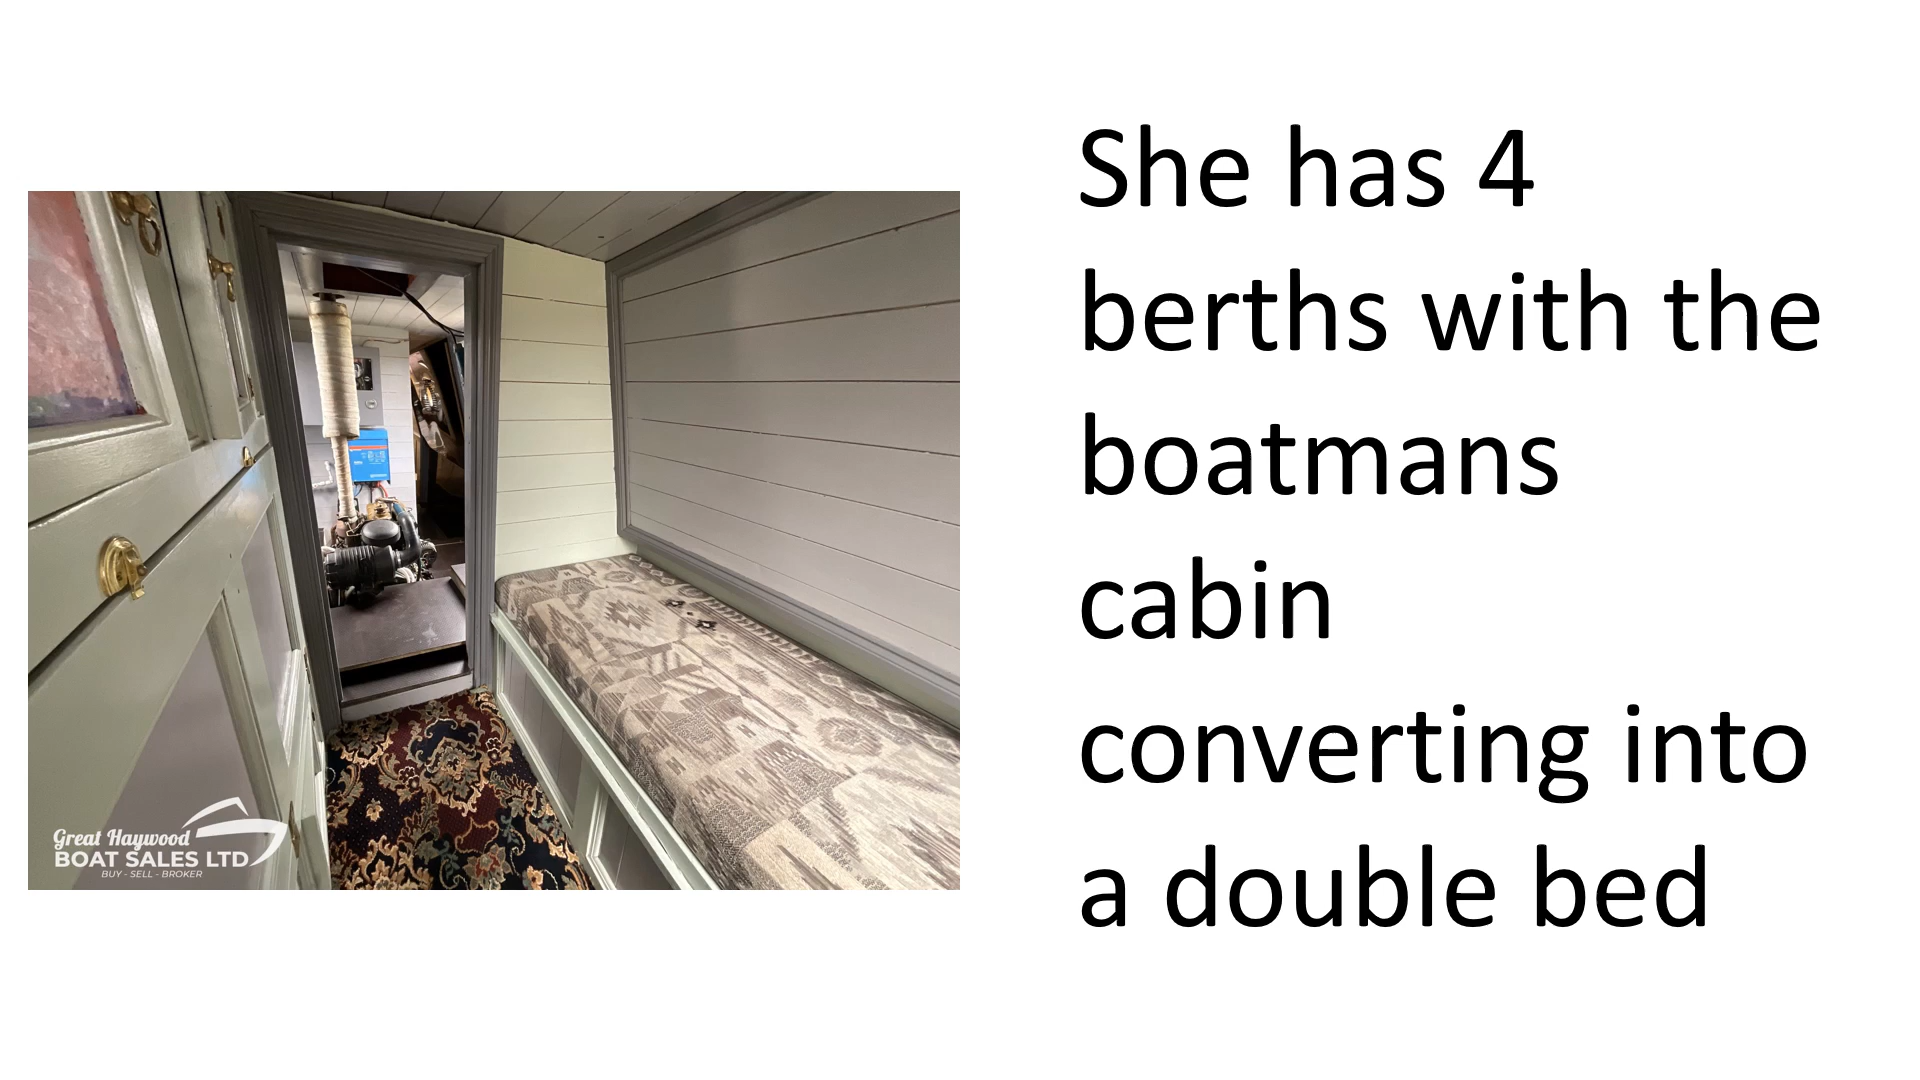 She has 4
berths with the
boatmans
cabin
converting into
a double bed
Great Haywood
BOAT SALES LTD
BUY - SELL - BROKER